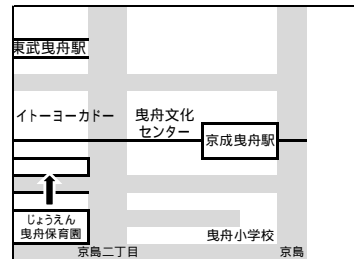 東武曳舟駅
イトーヨーカドー
曳舟文化
センター
京成曳舟駅
じょうえん
曳舟保育園
曳舟小学校
京島二丁目
京島